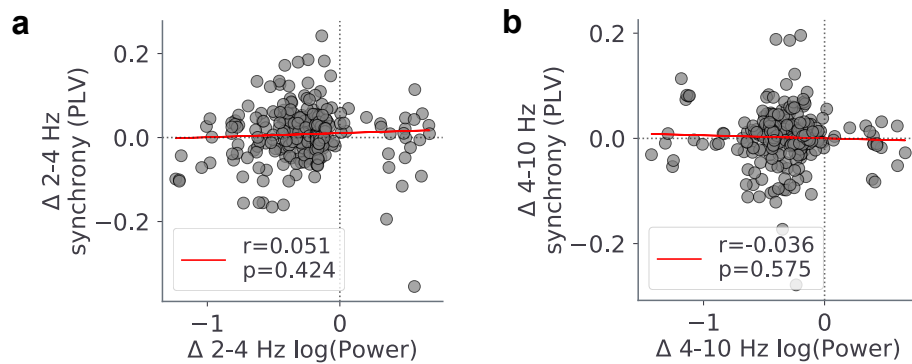 a
Δ 2-4 Hz
synchrony (PLV)
0.2
0.0
−0.2
r=0.051
p=0.424
−1
0
Δ 2-4 Hz log(Power)
b
Δ 4-10 Hz
synchrony (PLV)
0.2
0.0
−0.2
r=-0.036
p=0.575
−1
0
Δ 4-10 Hz log(Power)